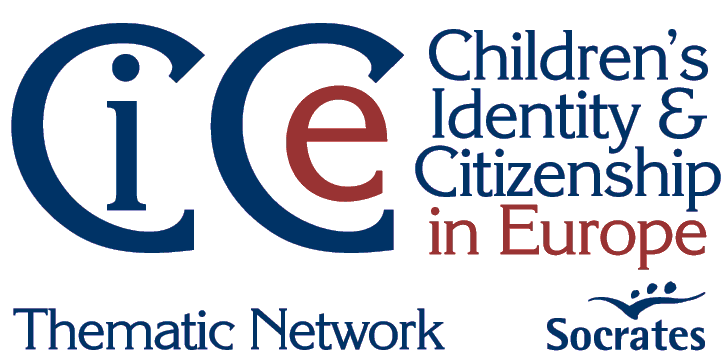 CiCe
Children's
Identity &
Citizenship
in Europe
Thematic Network
Socrates